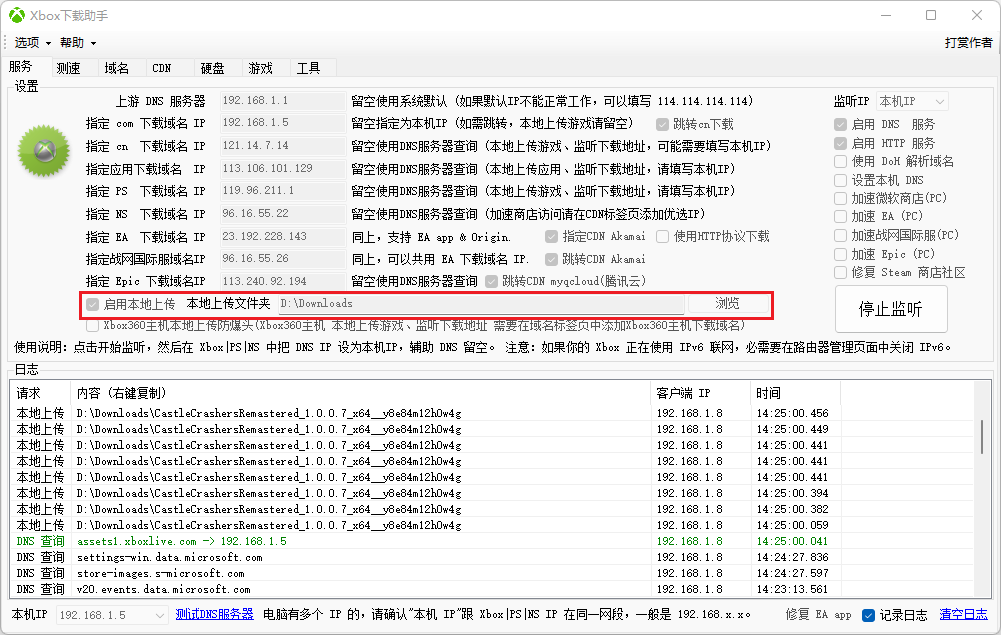 Xbox下载助手
选项 帮助 打赏作者
服务 测速 域名 CDN 硬盘 游戏 工具
设置
上游 DNS 服务器 192.168.1.1 留空使用系统默认 (如果默认IP不能正常工作，可以填写 114.114.114.114) 监听IP 本机IP
指定 com 下载域名 IP 192.168.1.5 留空指定为本机IP (如需跳转，本地上传游戏请留空) 跳转cn下载 启用 DNS 服务
指定 cn 下载域名 IP 121.14.7.14 留空使用DNS服务器查询 (本地上传游戏、监听下载地址，可能需要填写本机IP) 启用 HTTP 服务
使用 DoH 解析域名
指定应用下载域名 IP 113.106.101.129 留空使用DNS服务器查询 (本地上传应用、监听下载地址，请填写本机IP) 设置本机 DNS
指定 PS 下载域名 IP 119.96.211.1 留空使用DNS服务器查询 (本地上传游戏、监听下载地址，请填写本机IP) 加速微软商店(PC)
指定 NS 下载域名 IP 96.16.55.22 留空使用DNS服务器查询 (加速商店访问请在CDN标签页添加优选IP) 加速 EA (PC)
指定 EA 下载域名 IP 23.192.228.143 同上，支持 EA app & Origin. 指定CDN Akamai 使用HTTP协议下载 加速战网国际服(PC)
指定战网国际服域名IP 96.16.55.26 同上，可以共用 EA 下载域名 IP. 跳转CDN Akamai 加速 Epic (PC)
指定 Epic 下载域名 IP 113.240.92.194 留空使用DNS服务器查询 跳转CDN myqcloud(腾讯云) 修复 Steam 商店社区
启用本地上传 本地上传文件夹 D:\Downloads 浏览 停止监听
Xbox360主机本地上传防爆头(Xbox360主机 本地上传游戏、监听下载地址 需要在域名标签页中添加Xbox360主机下载域名)
使用说明：点击开始监听，然后在 Xbox|PS|NS 中把 DNS IP 设为本机IP，辅助 DNS 留空。 注意：如果你的 Xbox 正在使用 IPv6 联网，必需要在路由器管理页面中关闭 IPv6。
日志
请求 内容 (右键复制) 客户端 IP 时间
本地上传 D:\Downloads\CastleCrashersRemastered_1.0.0.7_x64__y8e84m12h0w4g 192.168.1.8 14:25:00.456
本地上传 D:\Downloads\CastleCrashersRemastered_1.0.0.7_x64__y8e84m12h0w4g 192.168.1.8 14:25:00.449
本地上传 D:\Downloads\CastleCrashersRemastered_1.0.0.7_x64__y8e84m12h0w4g 192.168.1.8 14:25:00.441
本地上传 D:\Downloads\CastleCrashersRemastered_1.0.0.7_x64__y8e84m12h0w4g 192.168.1.8 14:25:00.441
本地上传 D:\Downloads\CastleCrashersRemastered_1.0.0.7_x64__y8e84m12h0w4g 192.168.1.8 14:25:00.441
本地上传 D:\Downloads\CastleCrashersRemastered_1.0.0.7_x64__y8e84m12h0w4g 192.168.1.8 14:25:00.394
本地上传 D:\Downloads\CastleCrashersRemastered_1.0.0.7_x64__y8e84m12h0w4g 192.168.1.8 14:25:00.382
本地上传 D:\Downloads\CastleCrashersRemastered_1.0.0.7_x64__y8e84m12h0w4g 192.168.1.8 14:25:00.059
DNS 查询 assets1.xboxlive.com -> 192.168.1.5 192.168.1.8 14:25:00.041
DNS 查询 settings-win.data.microsoft.com 192.168.1.8 14:24:27.836
DNS 查询 store-images.s-microsoft.com 192.168.1.8 14:24:27.597
DNS 查询 v20.events.data.microsoft.com 192.168.1.8 14:23:13.561
本机IP 192.168.1.5 测试DNS服务器 电脑有多个 IP 的，请确认"本机 IP"跟 Xbox|PS|NS IP 在同一网段，一般是 192.168.x.x。 修复 EA app 记录日志 清空日志